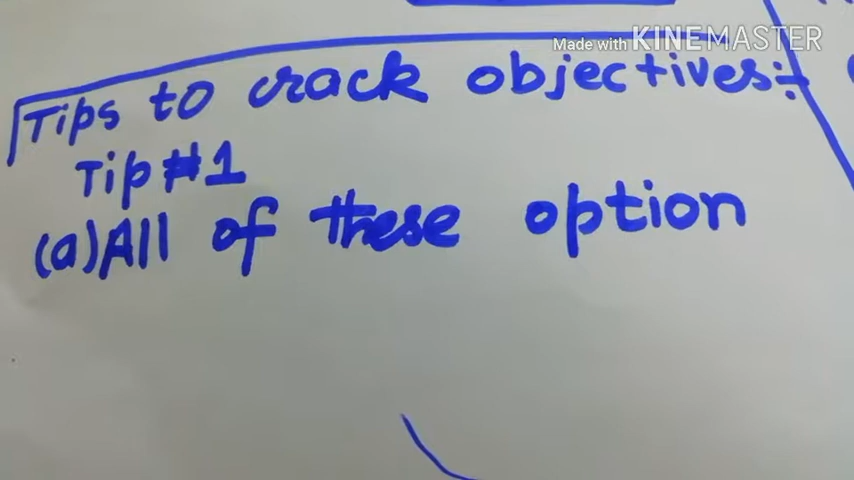 Made with KINEMASTER
Tips to crack objectives:-
Tip #1
(a) All of these option